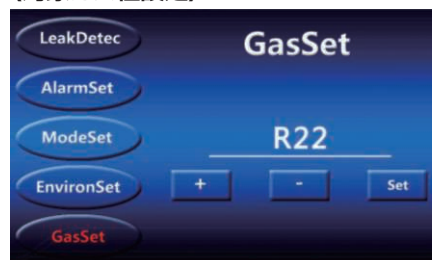 LeakDetec
GasSet
AlarmSet
ModeSet
R22
EnvironSet
+
-
Set
GasSet